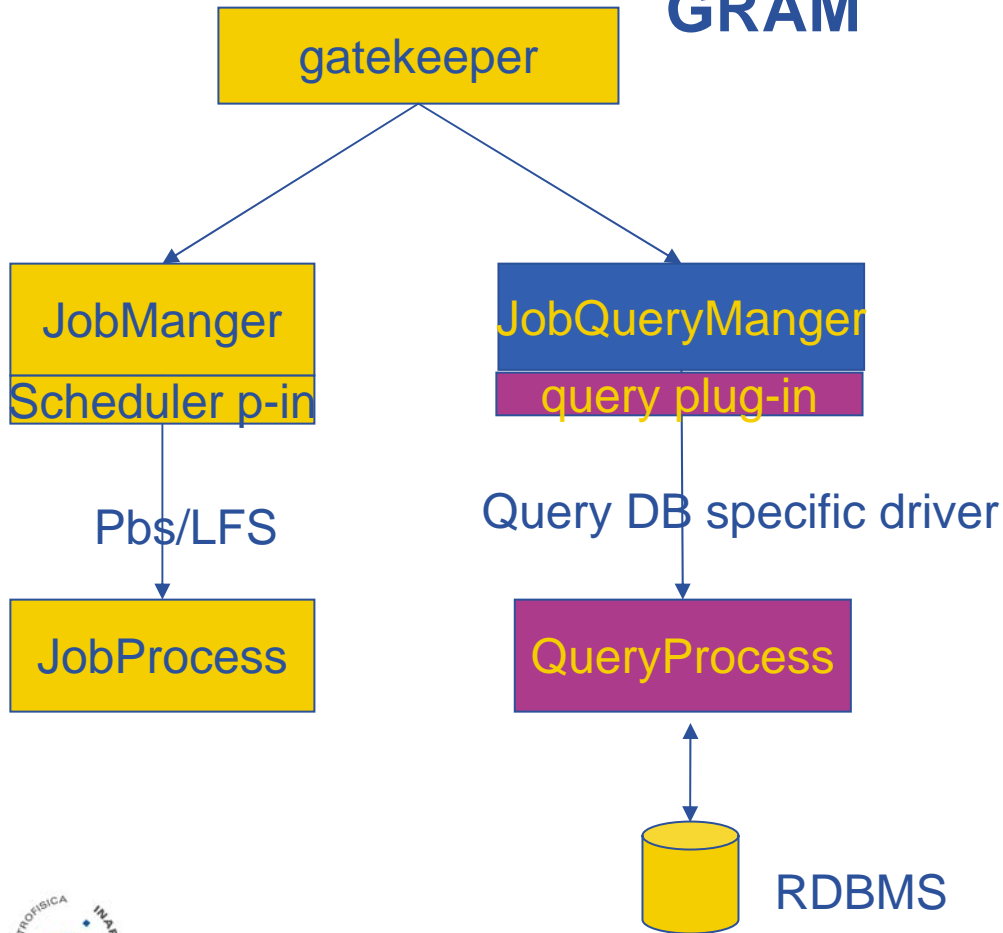 GRAM
gatekeeper
JobManger
JobQueryManger
Scheduler p-in
query plug-in
Pbs/LFS
Query DB specific driver
JobProcess
QueryProcess
RDBMS